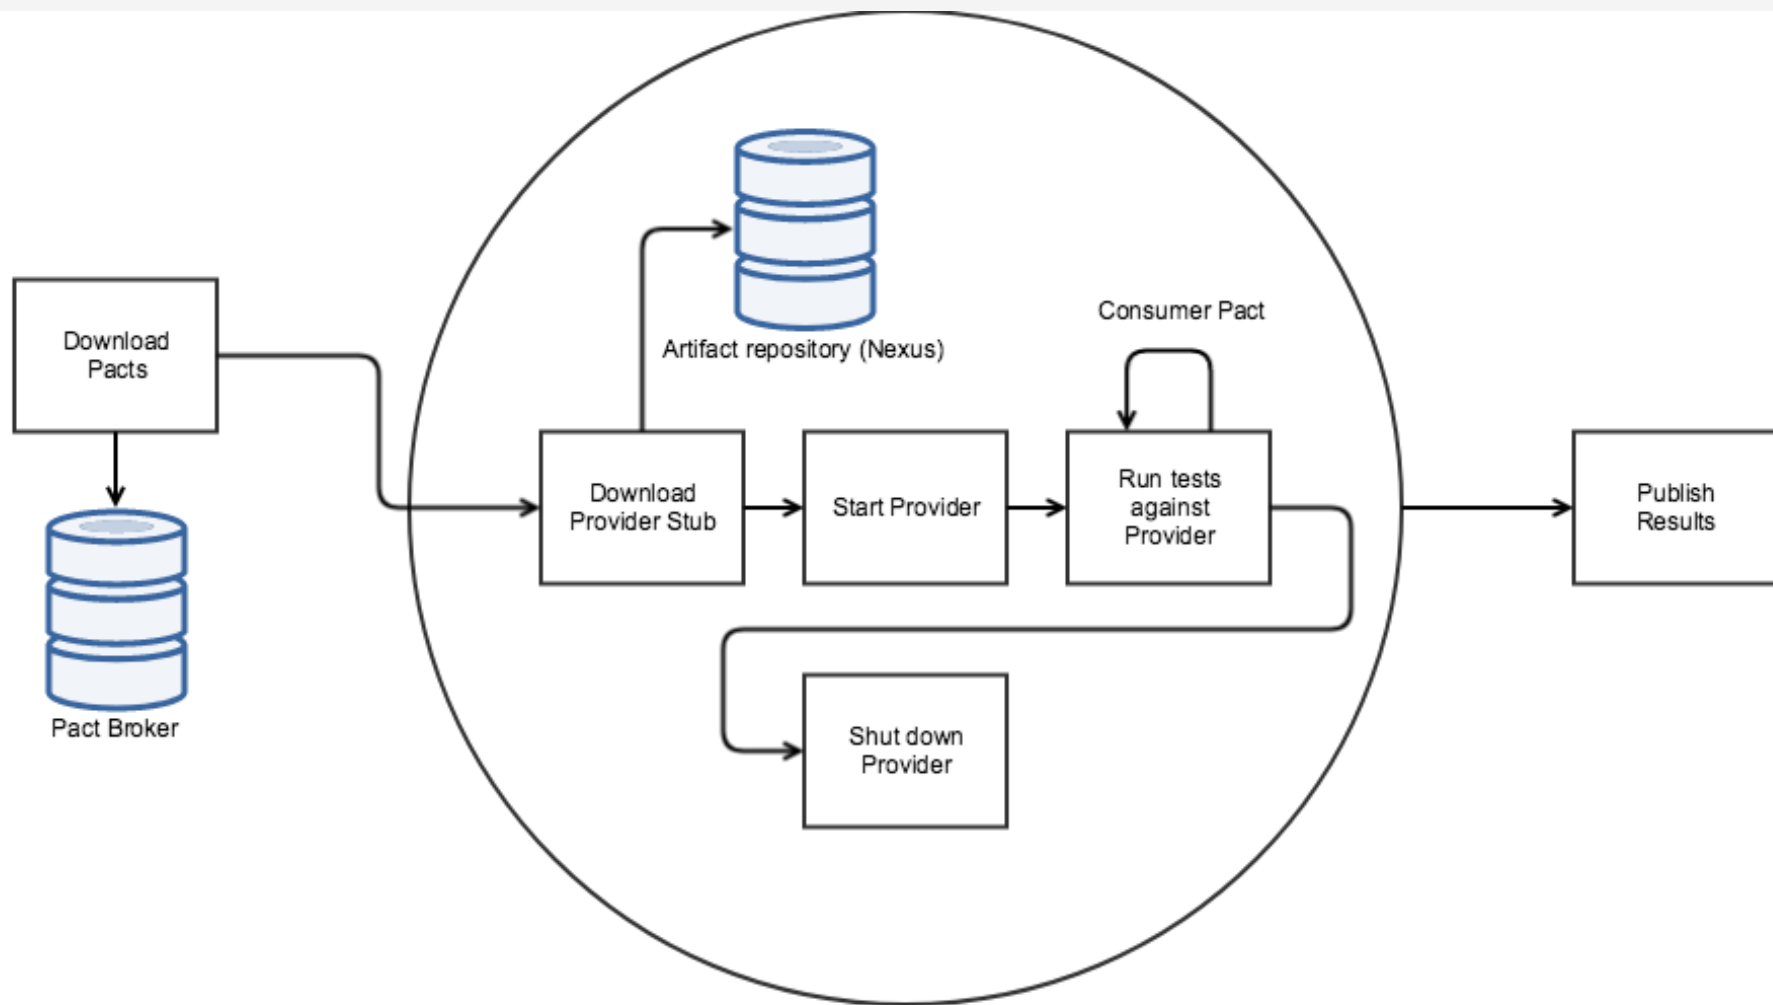 Download
Pacts
Pact Broker
Artifact repository (Nexus)
Consumer Pact
Download
Provider Stub
Start Provider
Run tests
against
Provider
Shut down
Provider
Publish
Results